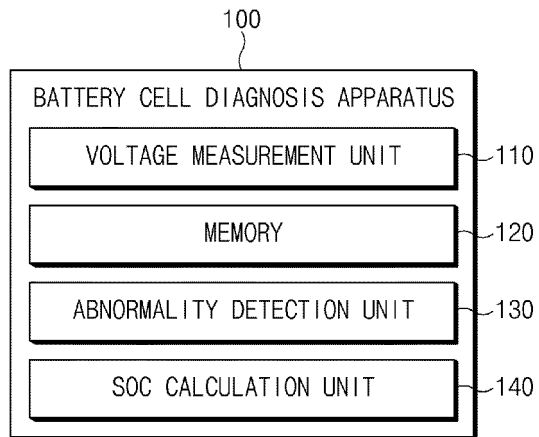 100
BATTERY CELL DIAGNOSIS APPARATUS
VOLTAGE MEASUREMENT UNIT 110
MEMORY 120
ABNORMALITY DETECTION UNIT 130
SOC CALCULATION UNIT 140